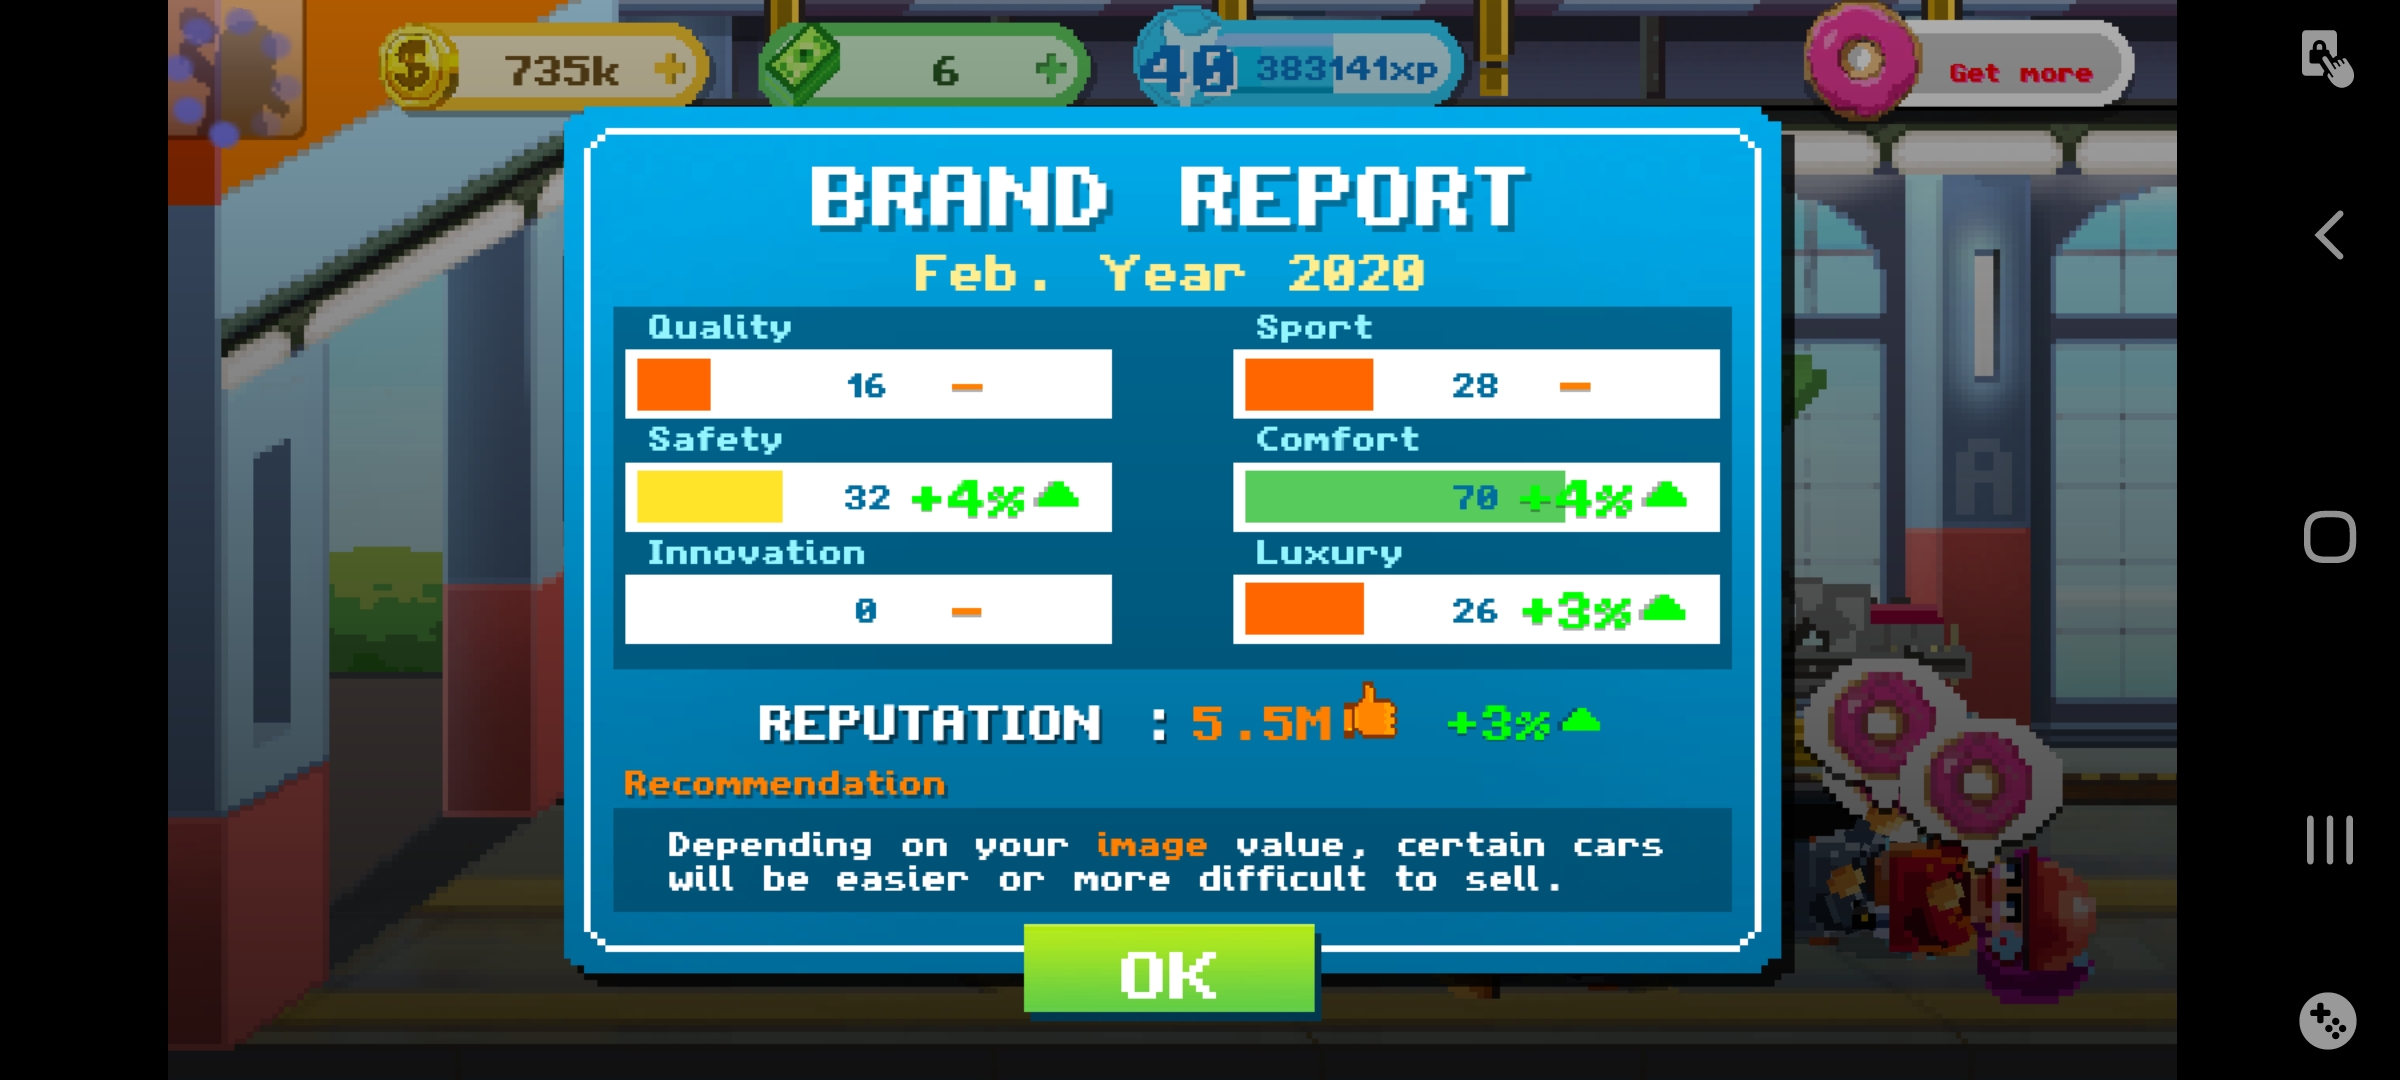 735k +
6 +
40 383141xp
Get more
BRAND REPORT
Feb. Year 2020
Quality
Sport
16 -
28 -
Safety
Comfort
32 +4%
70 +4%
Innovation
Luxury
0 -
26 +3%
REPUTATION : 5.5M +3%
Recommendation
Depending on your image value, certain cars
will be easier or more difficult to sell.
OK
A